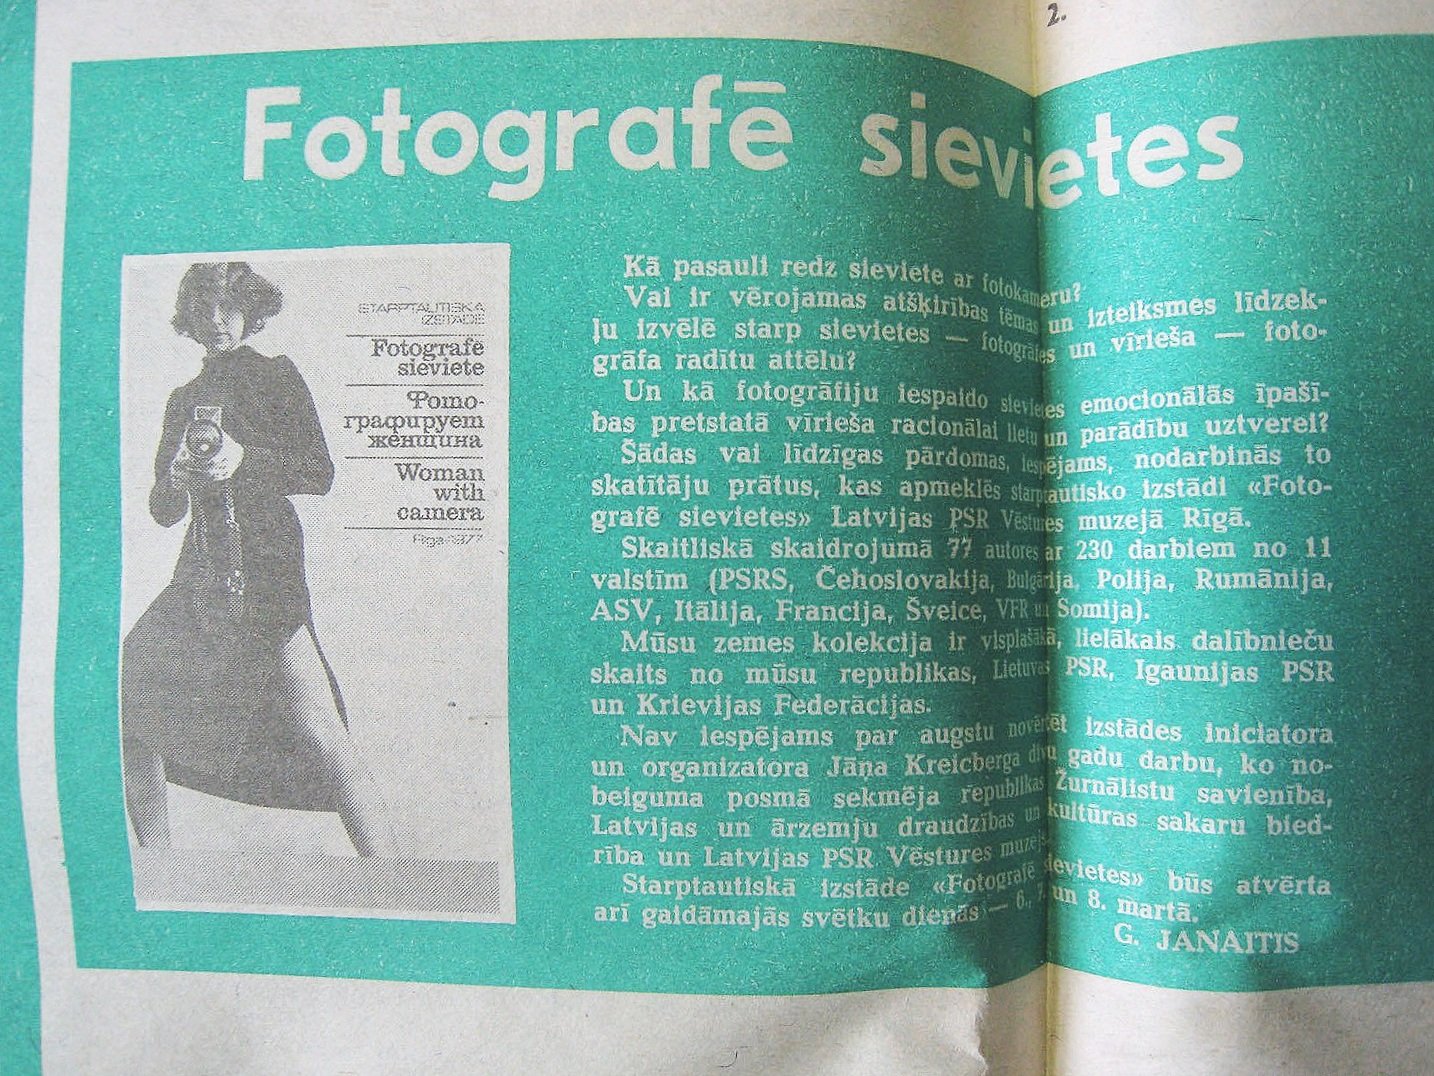 2.
Fotografē sievietes
STARPTAUTISKA
IZSTĀDE
Fotografē
sieviete
Фото-
графирует
женщина
Woman
with
camera
Rīga 1977
Kā pasauli redz sieviete ar fotokameru?
Vai ir vērojamas atšķirības tēmas un izteiksmes līdzek-
ļu izvēlē starp sievietes — fotogrāfes un vīrieša — foto-
grāfa radītu attēlu?
Un kā fotogrāfiju iespaido sievietes emocionālās īpašī-
bas pretstatā vīrieša racionālai lietu un parādību uztverei?
Šādas vai līdzīgas pārdomas, iespējams, nodarbinās to
skatītāju prātus, kas apmeklēs starptautisko izstādi «Foto-
grafē sievietes» Latvijas PSR Vēstures muzejā Rīgā.
Skaitliskā skaidrojumā 77 autores ar 230 darbiem no 11
valstīm (PSRS, Čehoslovakija, Bulgārija, Polija, Rumānija,
ASV, Itālija, Francija, Šveice, VFR un Somija).
Mūsu zemes kolekcija ir visplašākā, lielākais dalībnieču
skaits no mūsu republikas, Lietuvas PSR, Igaunijas PSR
un Krievijas Federācijas.
Nav iespējams par augstu novērtēt izstādes iniciatora
un organizatora Jāņa Kreicberga divu gadu darbu, ko no-
beiguma posmā sekmēja republikas Žurnālistu savienība,
Latvijas un ārzemju draudzības un kultūras sakaru bied-
rība un Latvijas PSR Vēstures muzejs.
Starptautiskā izstāde «Fotografē sievietes» būs atvērta
arī gaidāmajās svētku dienās — 6., 7. un 8. martā.
G. JANAITIS